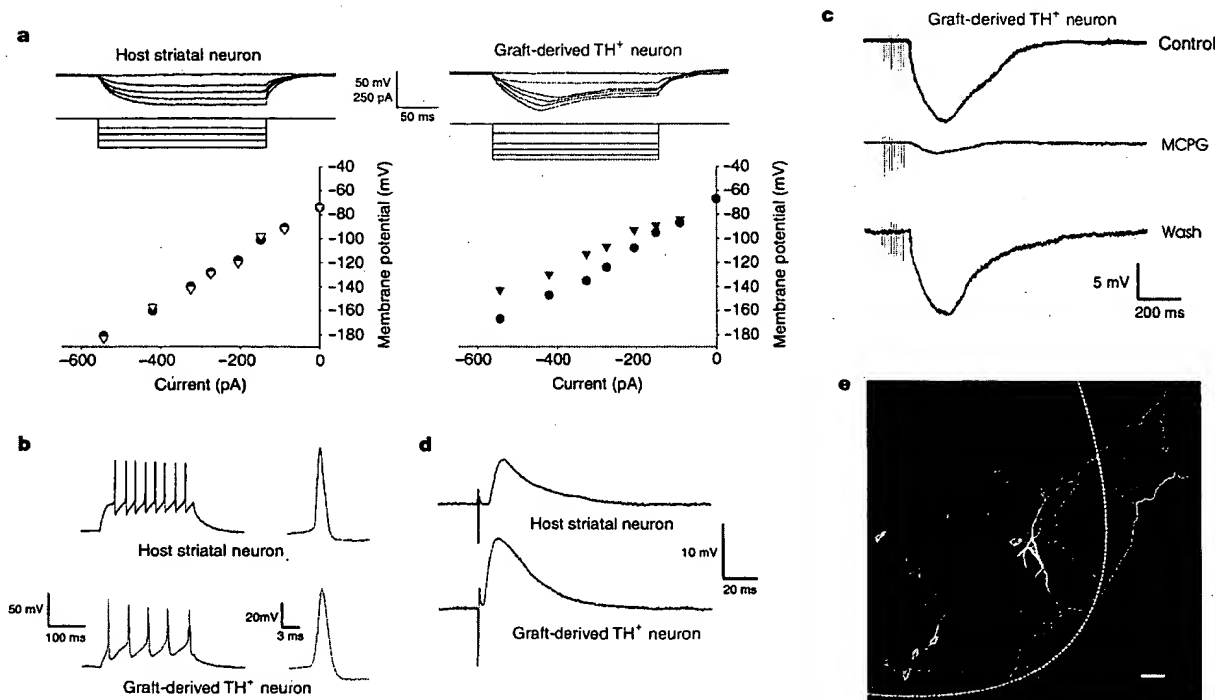 a
Host striatal neuron
Graft-derived TH⁺ neuron
50 mV
250 pA
50 ms
−40
−60
−80
−100
−120
−140
−160
−180
Membrane potential (mV)
−600
−400
−200
0
Current (pA)
−40
−60
−80
−100
−120
−140
−160
−180
Membrane potential (mV)
−600
−400
−200
0
Current (pA)
b
Host striatal neuron
50 mV
100 ms
20mV
3 ms
Graft-derived TH⁺ neuron
c
Graft-derived TH⁺ neuron
Control
MCPG
Wash
5 mV
200 ms
d
Host striatal neuron
10 mV
20 ms
Graft-derived TH⁺ neuron
e